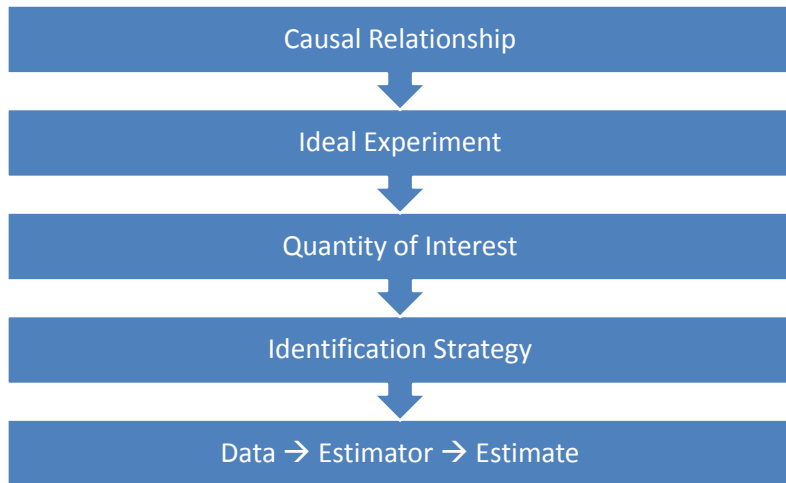 Causal Relationship
Ideal Experiment
Quantity of Interest
Identification Strategy
Data → Estimator → Estimate